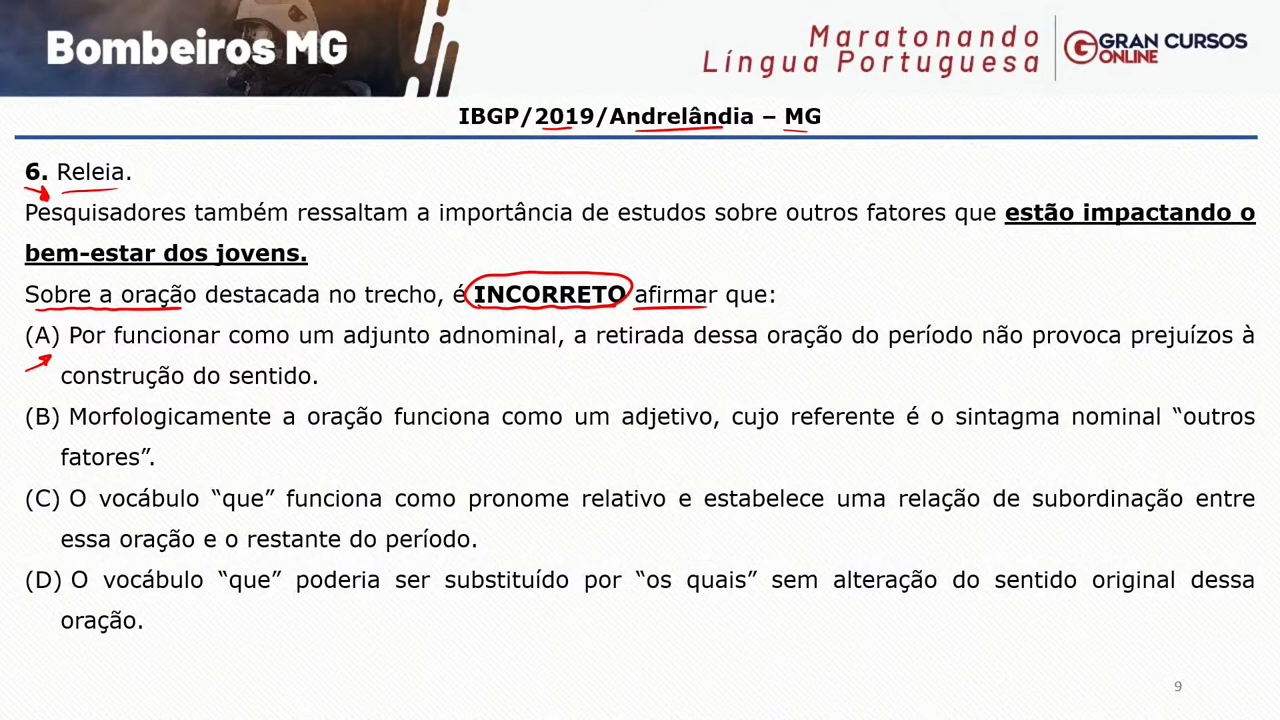 Bombeiros MG
Maratonando
Língua Portuguesa
GRAN CURSOS
ONLINE
IBGP/2019/Andrelândia – MG
6. Releia.
Pesquisadores também ressaltam a importância de estudos sobre outros fatores que estão impactando o
bem-estar dos jovens.
Sobre a oração destacada no trecho, é INCORRETO afirmar que:
(A) Por funcionar como um adjunto adnominal, a retirada dessa oração do período não provoca prejuízos à
construção do sentido.
(B) Morfologicamente a oração funciona como um adjetivo, cujo referente é o sintagma nominal “outros
fatores”.
(C) O vocábulo “que” funciona como pronome relativo e estabelece uma relação de subordinação entre
essa oração e o restante do período.
(D) O vocábulo “que” poderia ser substituído por “os quais” sem alteração do sentido original dessa
oração.
9